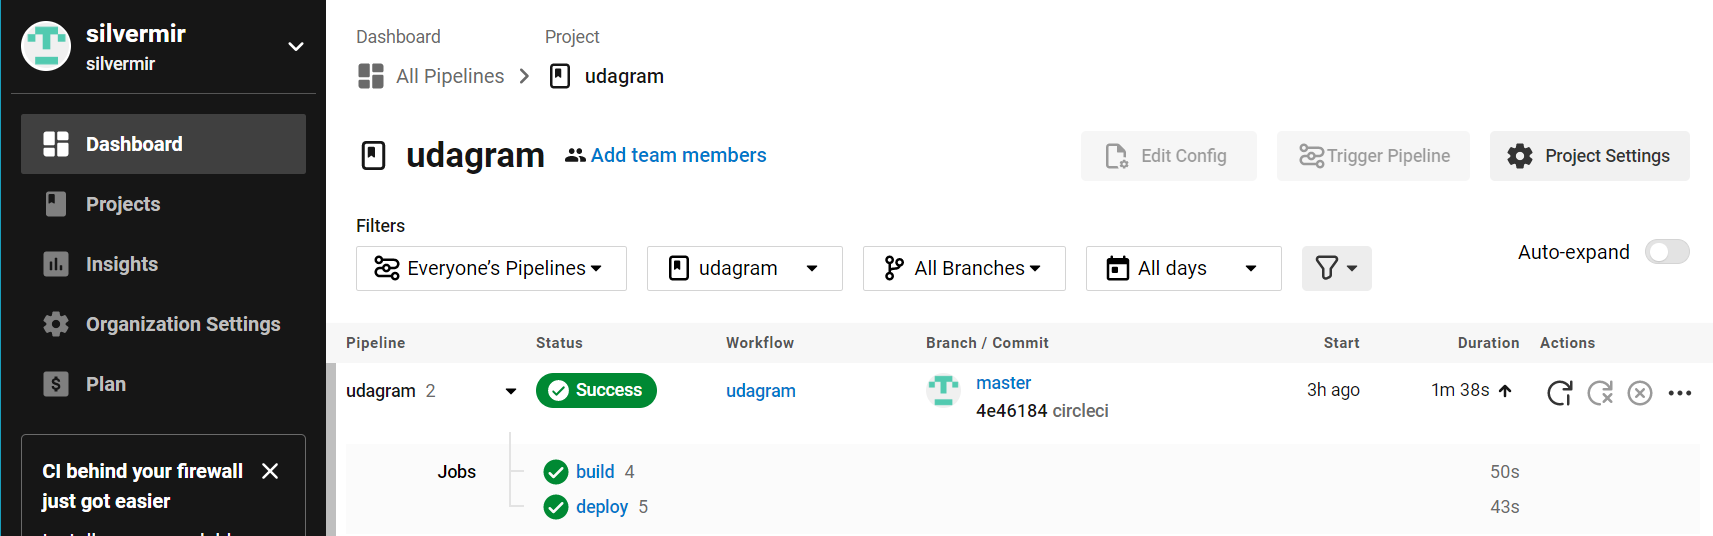 silvermir
silvermir
Dashboard
Projects
Insights
Organization Settings
Plan
CI behind your firewall
just got easier
Dashboard Project
All Pipelines udagram
udagram Add team members Edit Config Trigger Pipeline Project Settings
Filters
Everyone’s Pipelines udagram All Branches All days Auto-expand
Pipeline Status Workflow Branch / Commit Start Duration Actions
udagram 2 Success udagram master 3h ago 1m 38s
4e46184 circleci
Jobs build 4 50s
deploy 5 43s